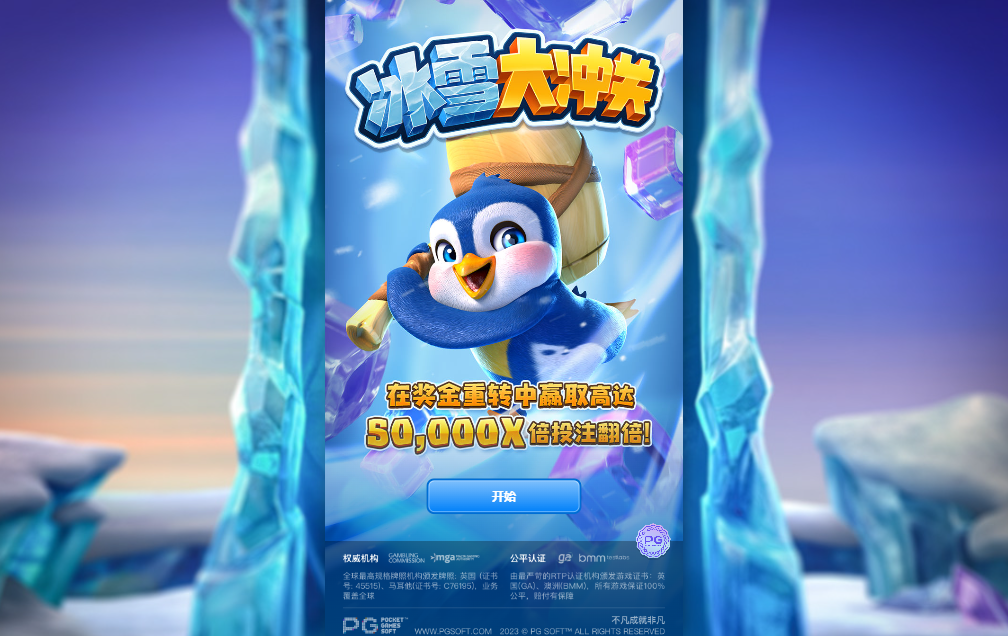 冰雪大冲关
在奖金重转中赢取高达
50,000X倍投注翻倍!
开始
PG
权威机构 GAMBLING COMMISSION mga
公平认证 ga bmm testlabs
全球最高规格牌照机构颁发牌照: 英国 (证书
号: 45515)、马耳他(证书号: C76195)，业务
覆盖全球
由最严苛的RTP认证机构颁发游戏证书：英
国(GA)、澳洲(BMM)，所有游戏保证100%
公平，赔付有保障
PG POCKET GAMES SOFT
不凡成就非凡
WWW.PGSOFT.COM 2023 © PG SOFT™ ALL RIGHTS RESERVED